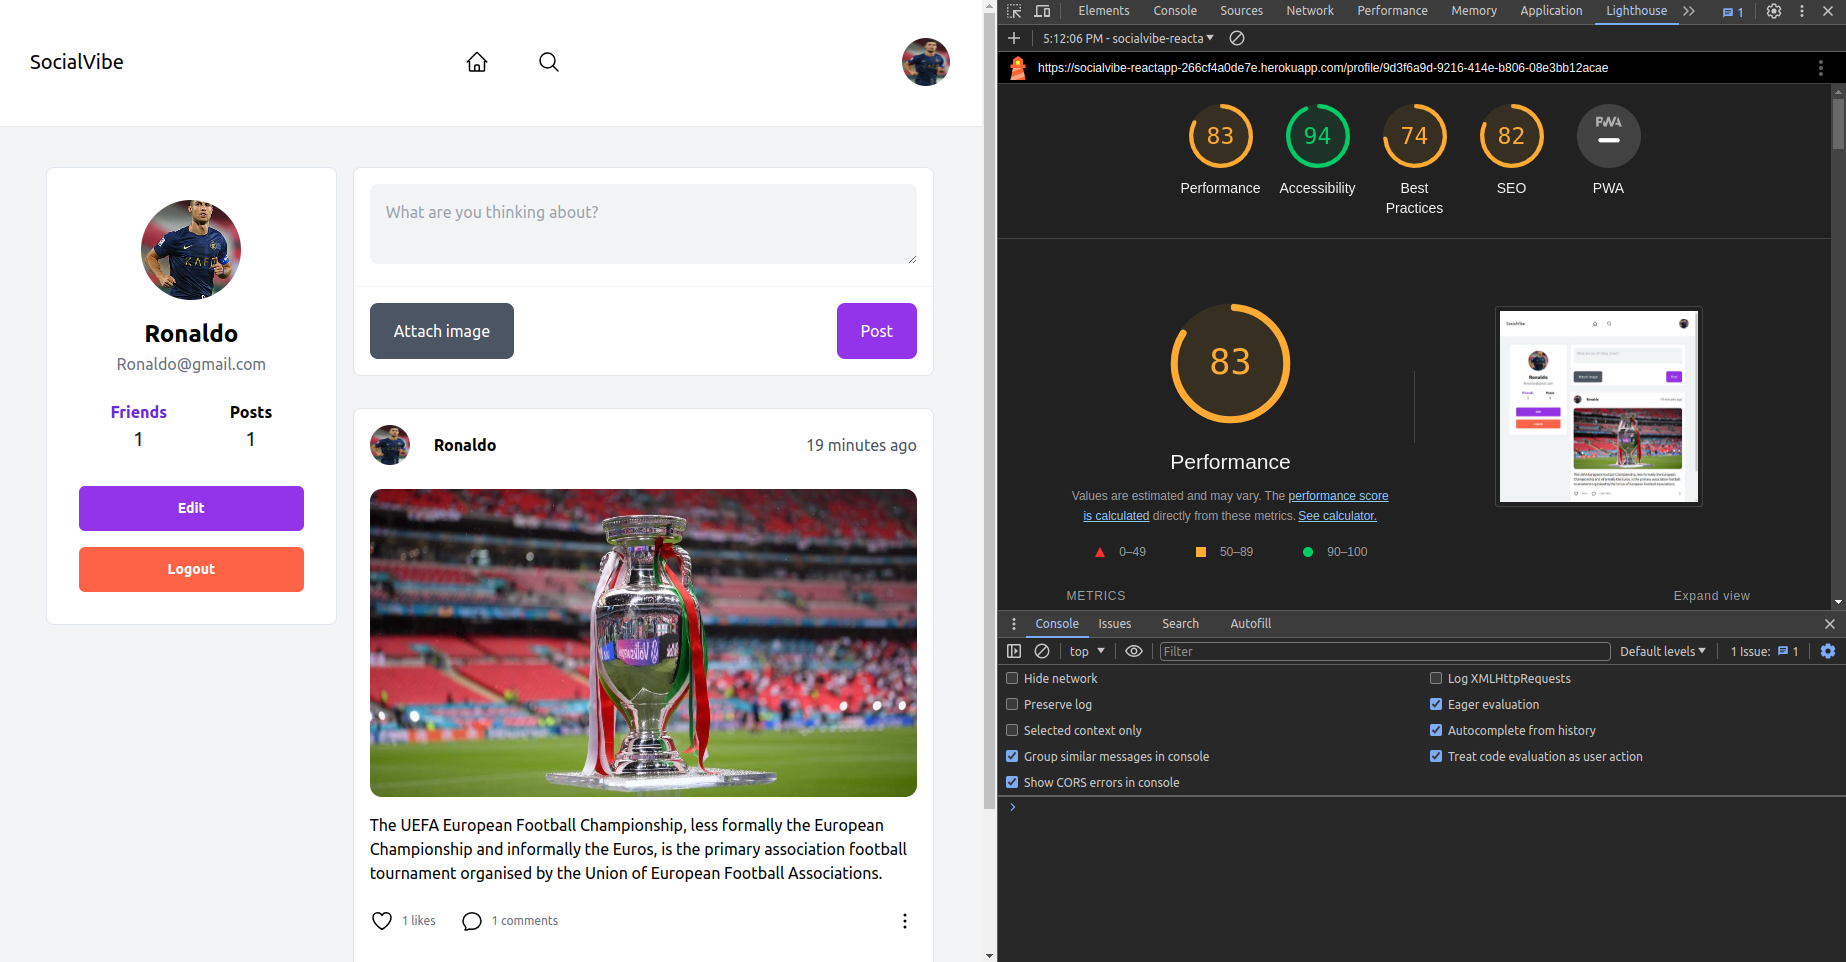 SocialVibe
Ronaldo
Ronaldo@gmail.com
Friends
Posts
1
1
Edit
Logout
What are you thinking about?
Attach image
Post
Ronaldo
19 minutes ago
The UEFA European Football Championship, less formally the European
Championship and informally the Euros, is the primary association football
tournament organised by the Union of European Football Associations.
1 likes
1 comments
Elements
Console
Sources
Network
Performance
Memory
Application
Lighthouse
1
5:12:06 PM - socialvibe-reacta
https://socialvibe-reactapp-266cf4a0de7e.herokuapp.com/profile/9d3f6a9d-9216-414e-b806-08e3bb12acae
83
94
74
82
PWA
Performance
Accessibility
Best
Practices
SEO
PWA
83
Performance
Values are estimated and may vary. The performance score
is calculated directly from these metrics. See calculator.
0–49
50–89
90–100
METRICS
Expand view
Console
Issues
Search
Autofill
top
Filter
Default levels
1 Issue:
1
Hide network
Log XMLHttpRequests
Preserve log
Eager evaluation
Selected context only
Autocomplete from history
Group similar messages in console
Treat code evaluation as user action
Show CORS errors in console